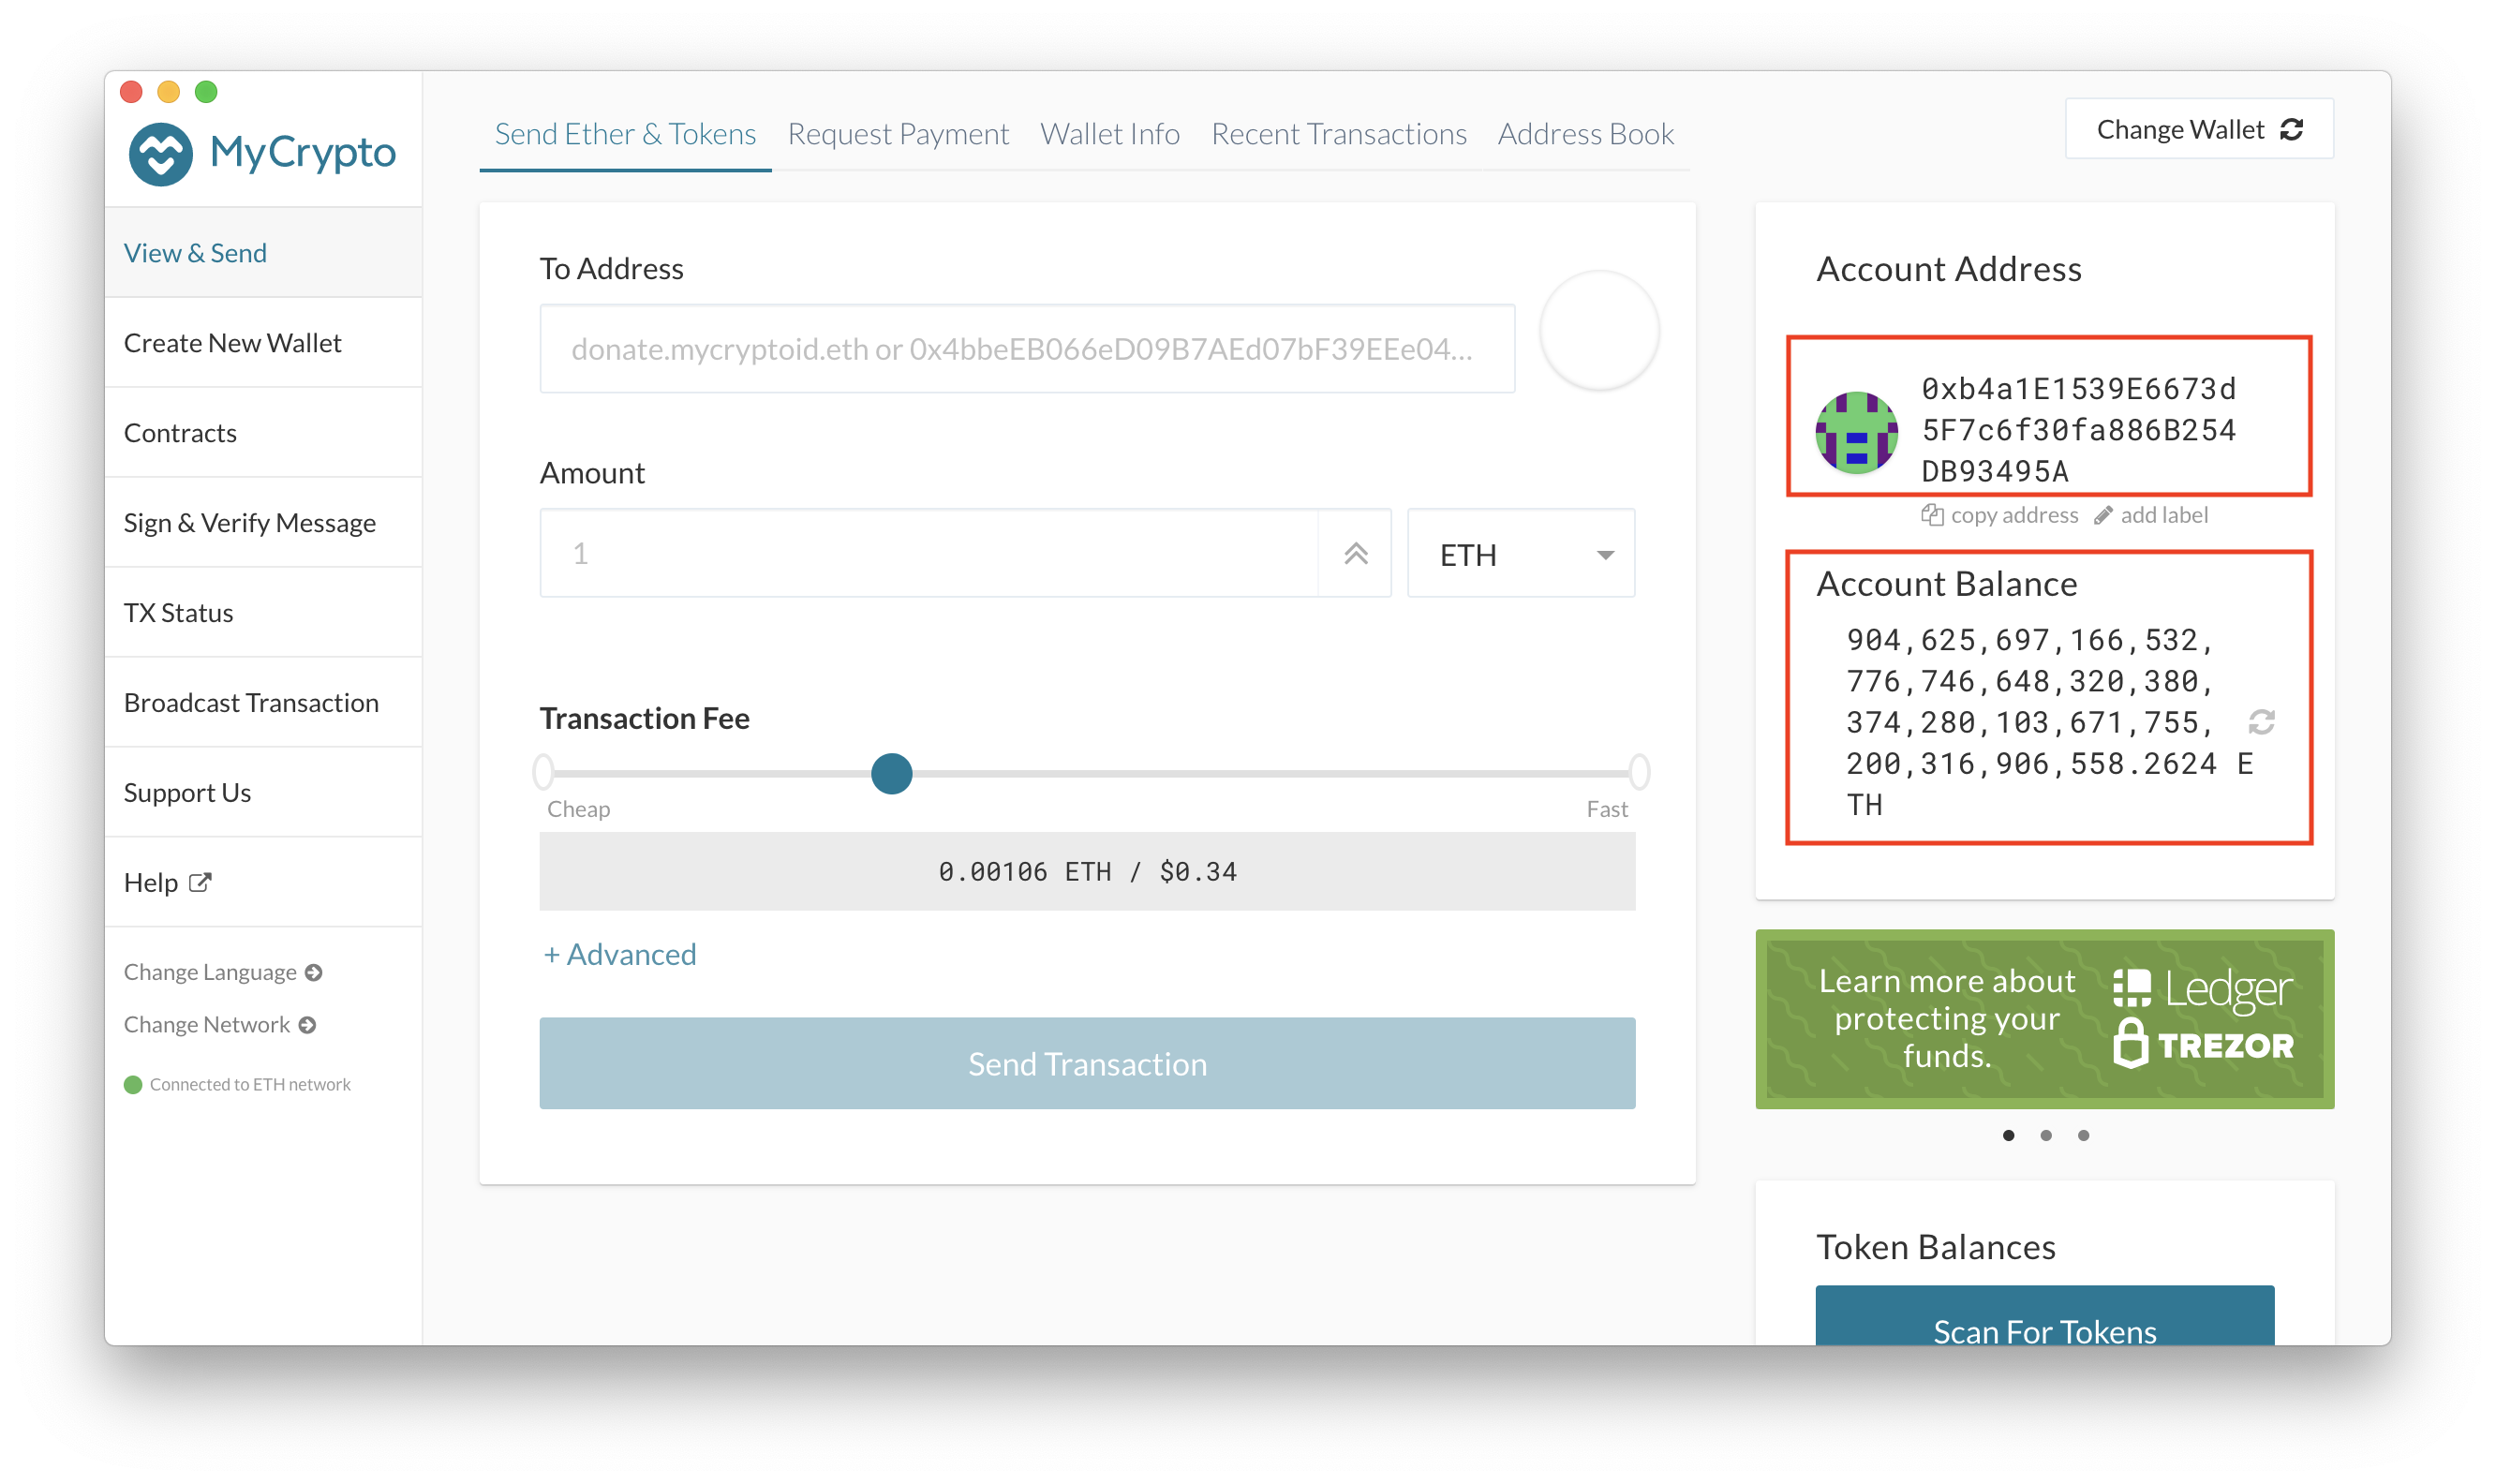 MyCrypto
View & Send
Create New Wallet
Contracts
Sign & Verify Message
TX Status
Broadcast Transaction
Support Us
Help
Change Language
Change Network
Connected to ETH network
Send Ether & Tokens
Request Payment
Wallet Info
Recent Transactions
Address Book
Change Wallet
To Address
donate.mycryptoid.eth or 0x4bbeEB066eD09B7AEd07bF39EEe04...
Amount
1
ETH
Transaction Fee
Cheap
Fast
0.00106 ETH / $0.34
+ Advanced
Send Transaction
Account Address
0xb4a1E1539E6673d
5F7c6f30fa886B254
DB93495A
copy address
add label
Account Balance
904,625,697,166,532,
776,746,648,320,380,
374,280,103,671,755,
200,316,906,558.2624 E
TH
Learn more about
protecting your
funds.
Ledger
TREZOR
Token Balances
Scan For Tokens